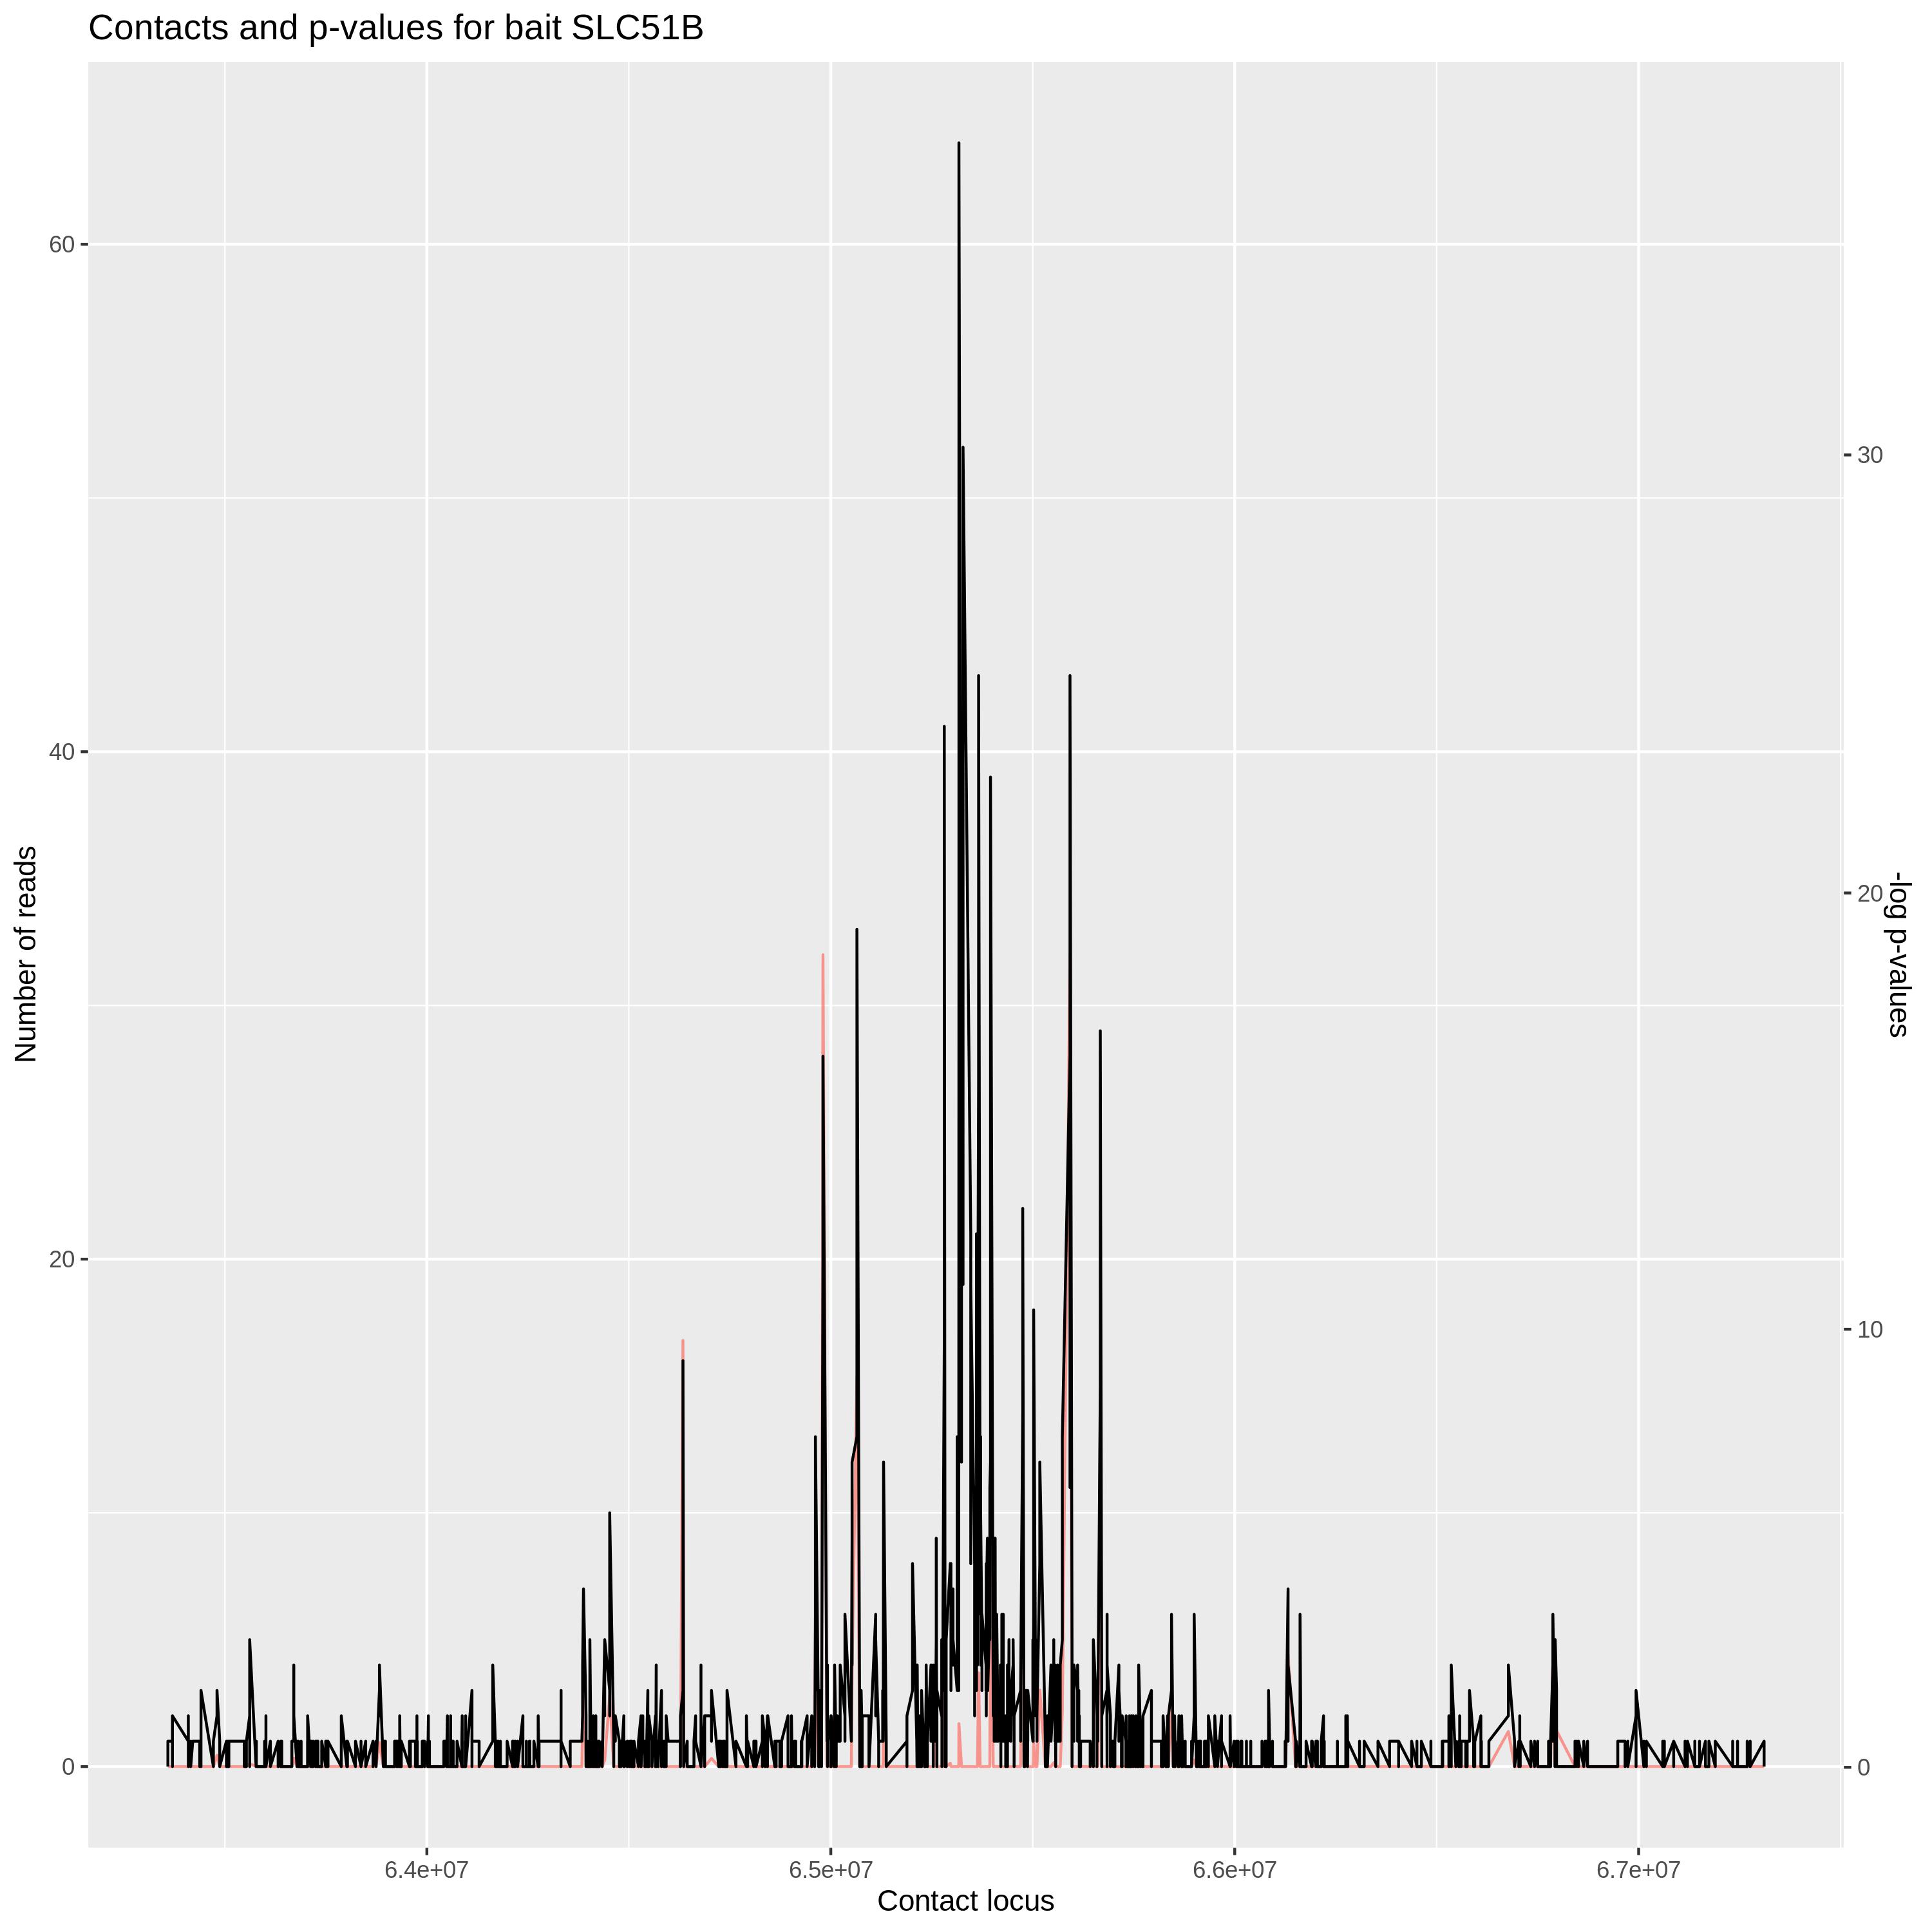 Contacts and p-values for bait SLC51B
60
40
20
0
Number of reads
30
20
10
0
-log p-values
6.4e+07
6.5e+07
6.6e+07
6.7e+07
Contact locus